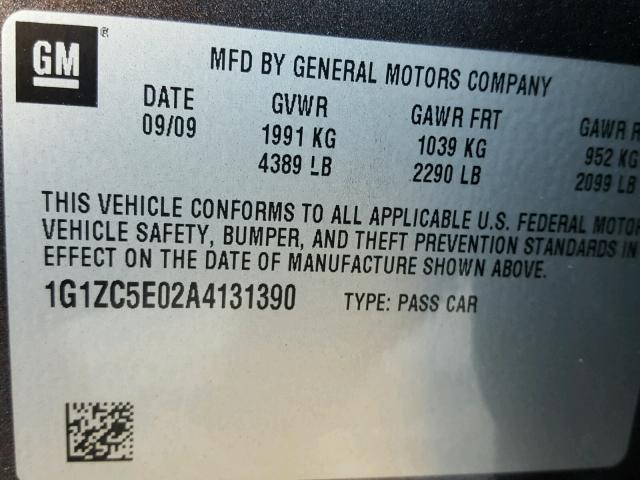 GM ®
MFD BY GENERAL MOTORS COMPANY
DATE GVWR GAWR FRT GAWR R
09/09 1991 KG 1039 KG 952 KG
4389 LB 2290 LB 2099 LB
THIS VEHICLE CONFORMS TO ALL APPLICABLE U.S. FEDERAL MOTOR
VEHICLE SAFETY, BUMPER, AND THEFT PREVENTION STANDARDS IN
EFFECT ON THE DATE OF MANUFACTURE SHOWN ABOVE.
1G1ZC5E02A4131390 TYPE: PASS CAR